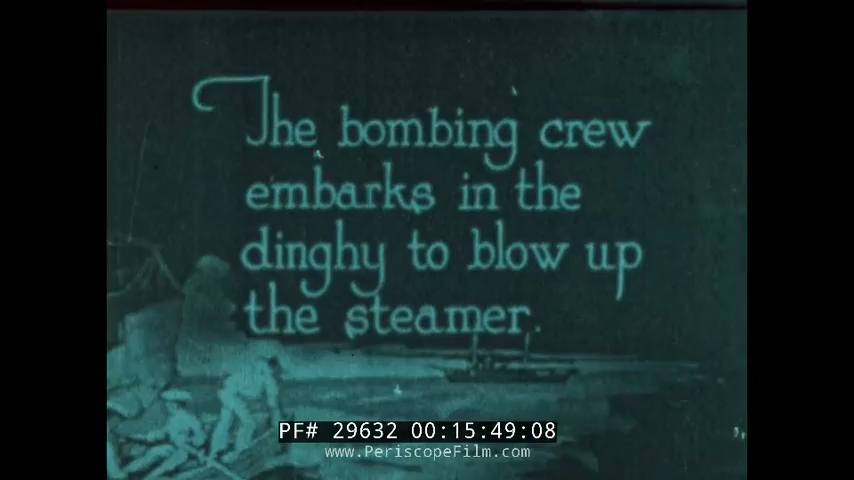 The bombing crew
embarks in the
dinghy to blow up
the steamer.
PF# 29632 00:15:49:08
www.PeriscopeFilm.com